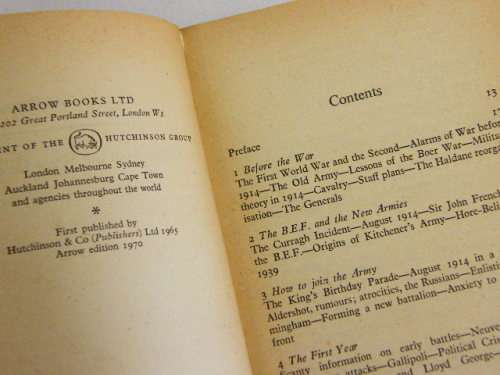 ARROW BOOKS LTD
202 Great Portland Street, London W1
NT OF THE HUTCHINSON GROUP
London Melbourne Sydney
Auckland Johannesburg Cape Town
and agencies throughout the world
*
First published by
Hutchinson & Co (Publishers) Ltd 1965
Arrow edition 1970
Contents
Preface 13
1 Before the War
The First World War and the Second—Alarms of War before
1914—The Old Army—Lessons of the Boer War—Milita
theory in 1914—Cavalry—Staff plans—The Haldane reorga
isation—The Generals
2 The B.E.F. and the New Armies
The Curragh Incident—August 1914—Sir John French
the B.E.F.—Origins of Kitchener's Army—Hore-Beli
1939
3 How to join the Army
The King's Birthday Parade—August 1914 in a
Aldershot, rumours; atrocities, the Russians—Enlisti
mingham—Forming a new battalion—Anxiety to
front
4 The First Year
information on early battles—Neuve
attacks—Gallipoli—Political Cris
and Lloyd George